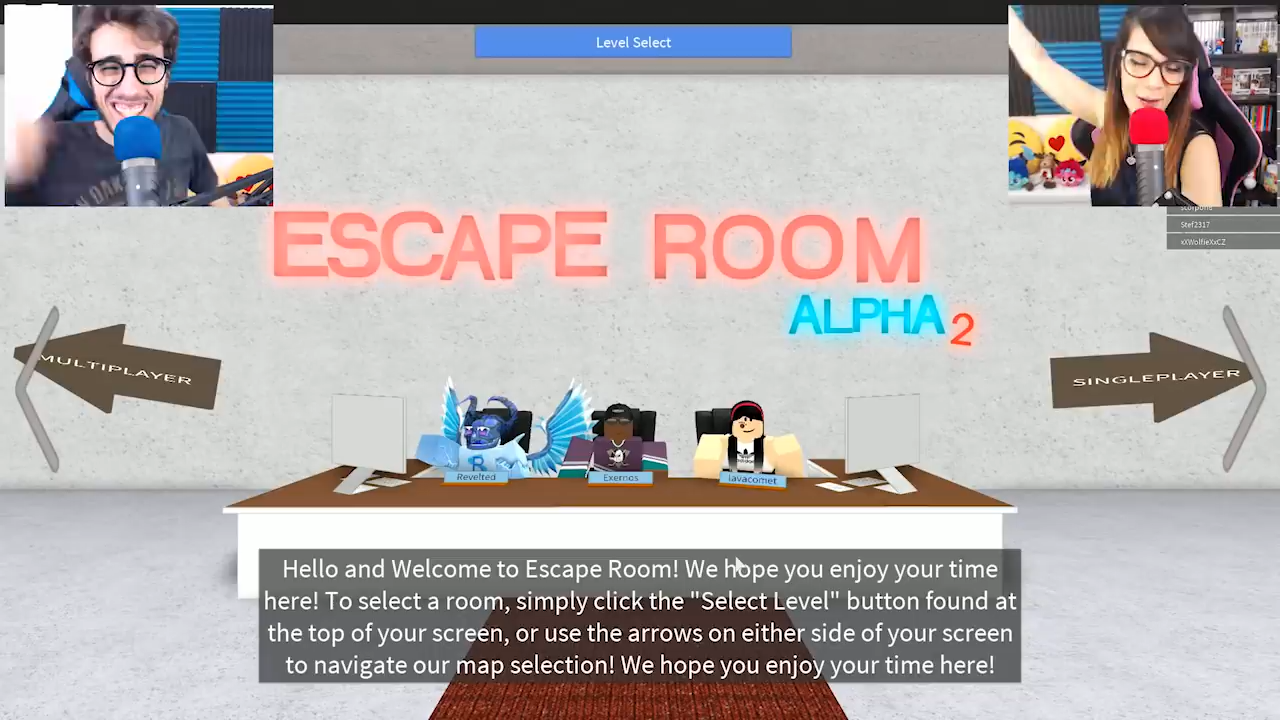 Level Select
scorpone
Stef2317
xXWolfieXxCZ
ESCAPE ROOM
ALPHA 2
MULTIPLAYER
SINGLEPLAYER
R
Revelted
Exernos
lavacomet
Hello and Welcome to Escape Room! We hope you enjoy your time
here! To select a room, simply click the "Select Level" button found at
the top of your screen, or use the arrows on either side of your screen
to navigate our map selection! We hope you enjoy your time here!